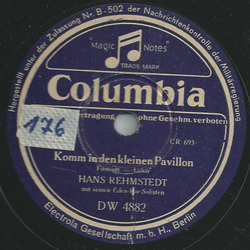 Hergestellt unter der Zulassung Nr. B-502 der Nachrichtenkontrolle der Militärregierung
Magic Notes
TRADE MARK
Columbia
ohne Genehm. verboten
176
CR 693
Komm in den kleinen Pavillon
Foxtrott — Lehár
HANS REHMSTEDT
mit seinen Eden-Bar-Solisten
DW 4882
Electrola Gesellschaft m. b. H., Berlin